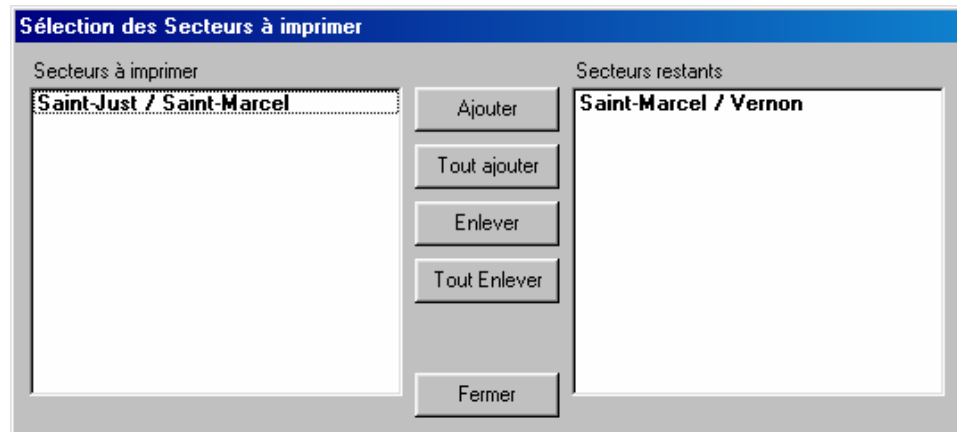 Sélection des Secteurs à imprimer
Secteurs à imprimer
Saint-Just / Saint-Marcel
Ajouter
Tout ajouter
Enlever
Tout Enlever
Fermer
Secteurs restants
Saint-Marcel / Vernon